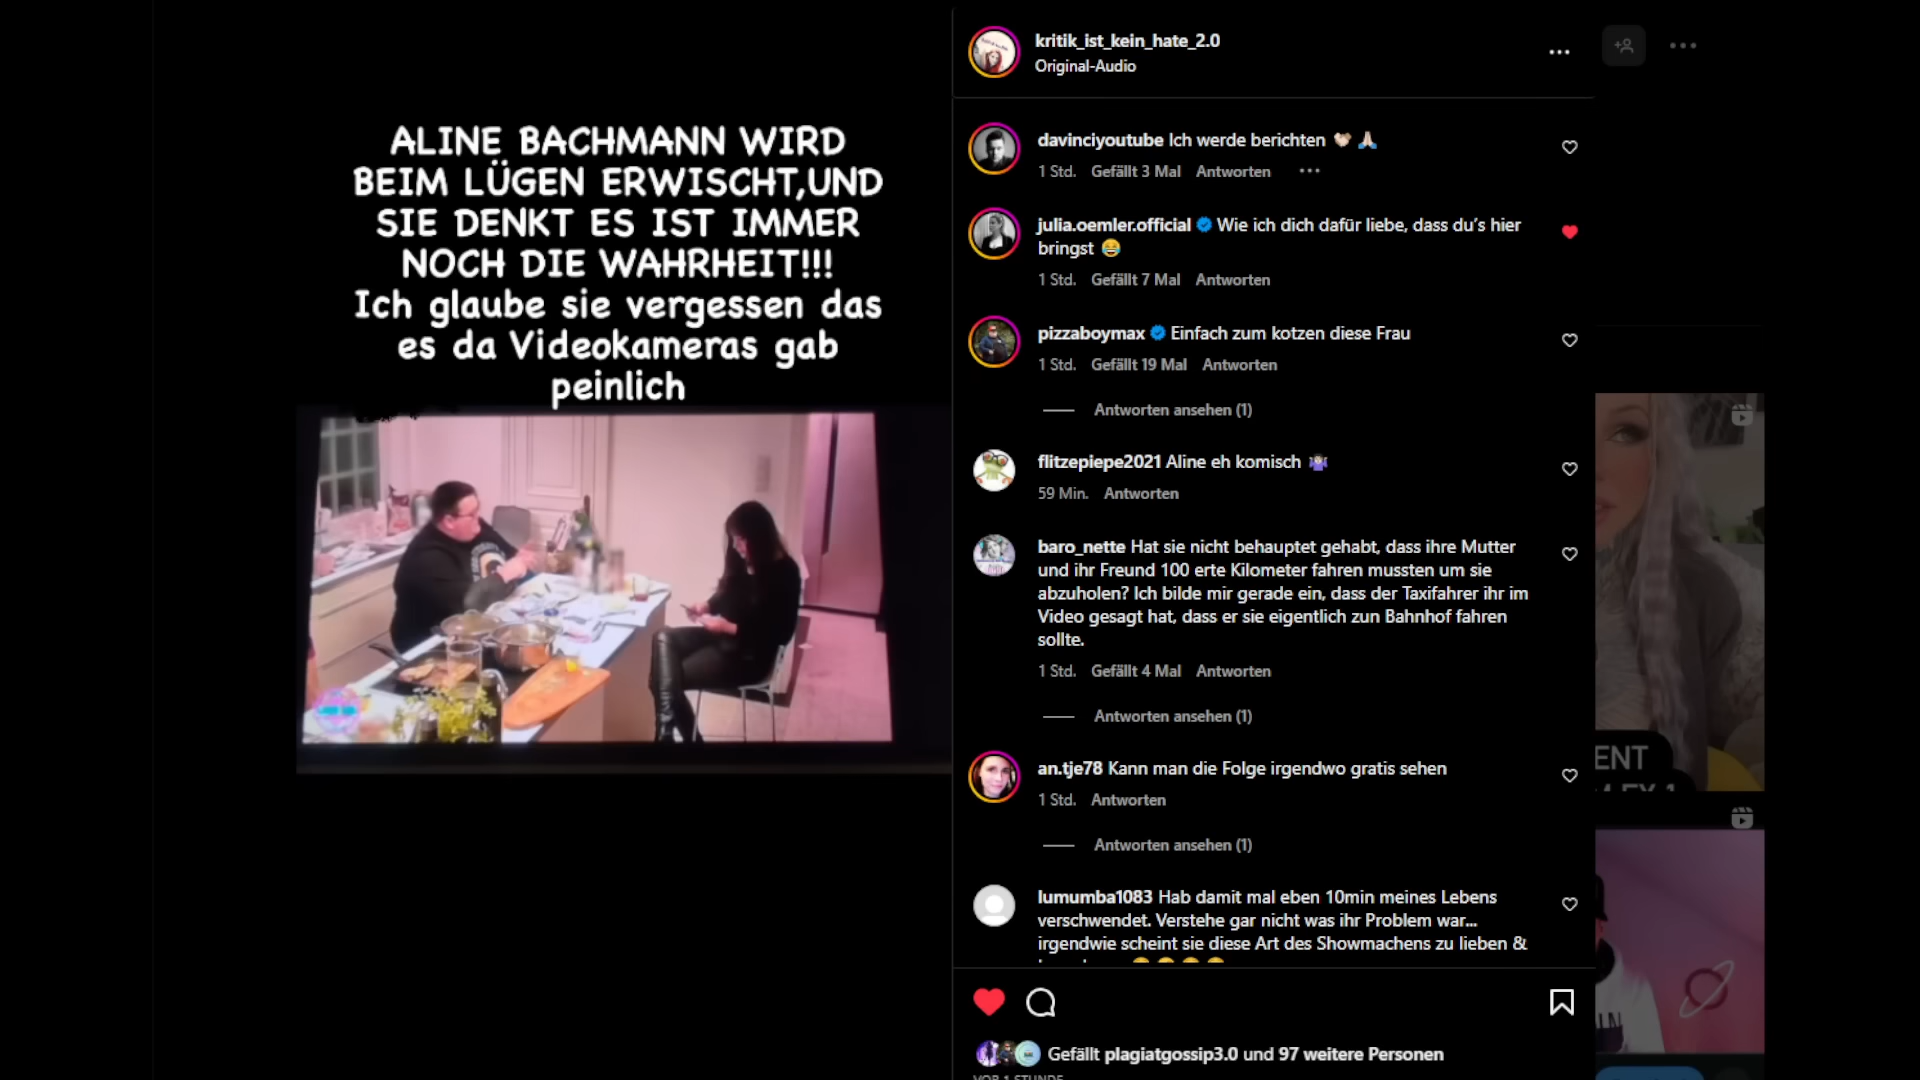 ALINE BACHMANN WIRD
BEIM LÜGEN ERWISCHT,UND
SIE DENKT ES IST IMMER
NOCH DIE WAHRHEIT!!!
Ich glaube sie vergessen das
es da Videokameras gab
peinlich
kritik_ist_kein_hate_2.0
Original-Audio
davinciyoutube Ich werde berichten 🤝🏻 🙏🏻
1 Std. Gefällt 3 Mal Antworten
julia.oemler.official Wie ich dich dafür liebe, dass du’s hier
bringst 😂
1 Std. Gefällt 7 Mal Antworten
pizzaboymax Einfach zum kotzen diese Frau
1 Std. Gefällt 19 Mal Antworten
Antworten ansehen (1)
flitzepiepe2021 Aline eh komisch 🤷🏻‍♀️
59 Min. Antworten
baro_nette Hat sie nicht behauptet gehabt, dass ihre Mutter
und ihr Freund 100 erte Kilometer fahren mussten um sie
abzuholen? Ich bilde mir gerade ein, dass der Taxifahrer ihr im
Video gesagt hat, dass er sie eigentlich zun Bahnhof fahren
sollte.
1 Std. Gefällt 4 Mal Antworten
Antworten ansehen (1)
an.tje78 Kann man die Folge irgendwo gratis sehen
1 Std. Antworten
Antworten ansehen (1)
lumumba1083 Hab damit mal eben 10min meines Lebens
verschwendet. Verstehe gar nicht was ihr Problem war...
irgendwie scheint sie diese Art des Showmachens zu lieben &
Gefällt plagiatgossip3.0 und 97 weitere Personen
VOR 1 STUNDE
ENT